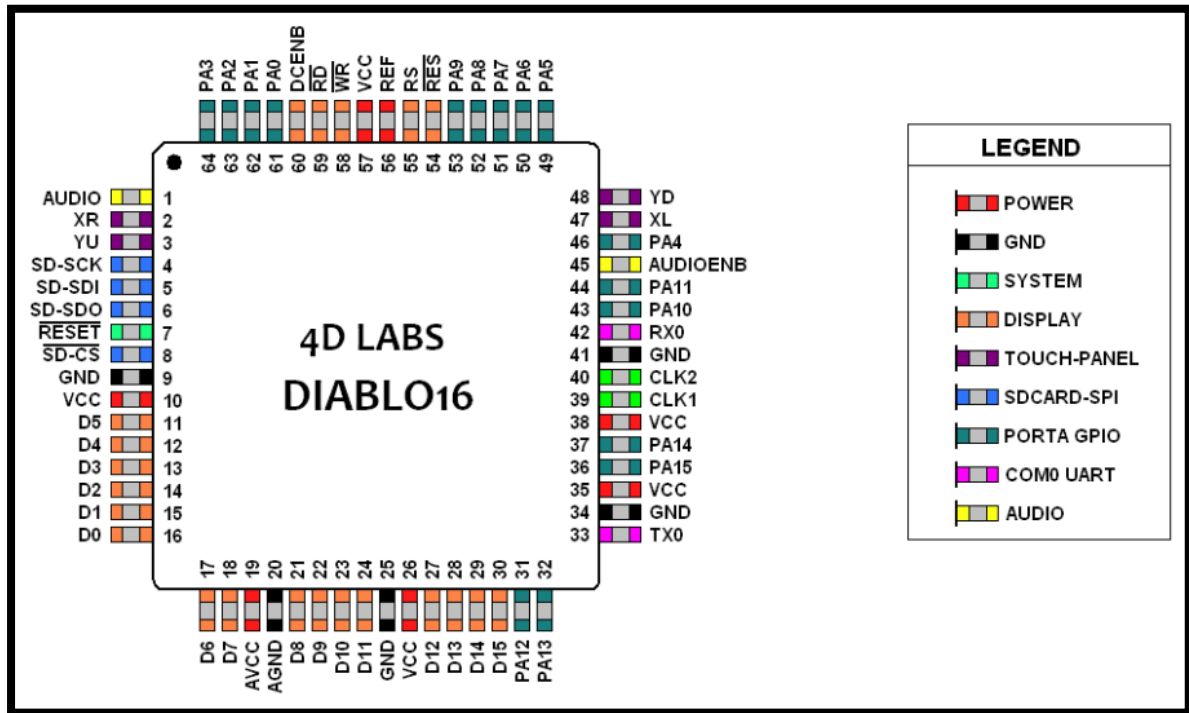 PA3
PA2
PA1
PA0
DCENB
RD
WR
VCC
REF
RS
RES
PA9
PA8
PA7
PA6
PA5
64
63
62
61
60
59
58
57
56
55
54
53
52
51
50
49
AUDIO 1
XR 2
YU 3
SD-SCK 4
SD-SDI 5
SD-SDO 6
RESET 7
SD-CS 8
GND 9
VCC 10
D5 11
D4 12
D3 13
D2 14
D1 15
D0 16
4D LABS
DIABLO16
48 YD
47 XL
46 PA4
45 AUDIOENB
44 PA11
43 PA10
42 RX0
41 GND
40 CLK2
39 CLK1
38 VCC
37 PA14
36 PA15
35 VCC
34 GND
33 TX0
17
18
19
20
21
22
23
24
25
26
27
28
29
30
31
32
D6
D7
AVCC
AGND
D8
D9
D10
D11
GND
VCC
D12
D13
D14
D15
PA12
PA13
LEGEND
POWER
GND
SYSTEM
DISPLAY
TOUCH-PANEL
SDCARD-SPI
PORTA GPIO
COM0 UART
AUDIO